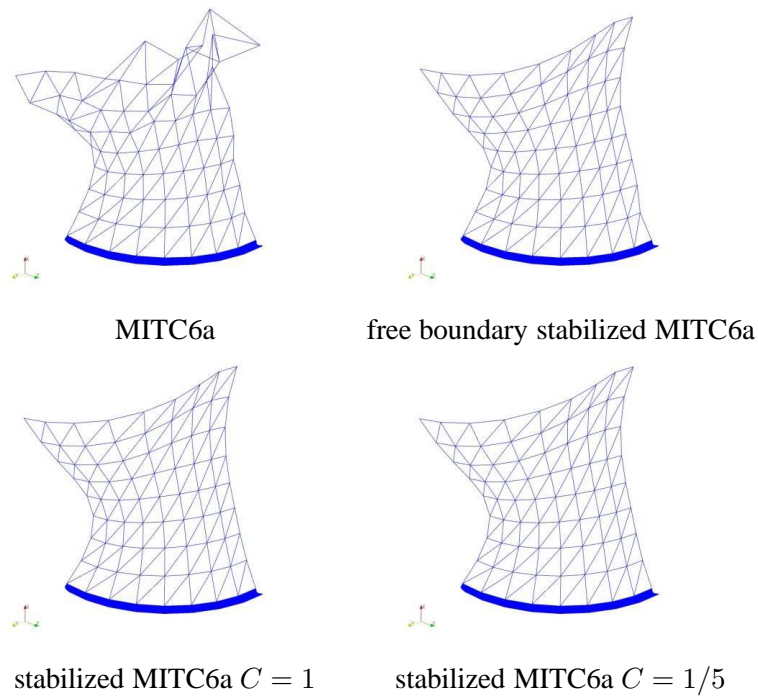 MITC6a
free boundary stabilized MITC6a
stabilized MITC6a C = 1
stabilized MITC6a C = 1/5